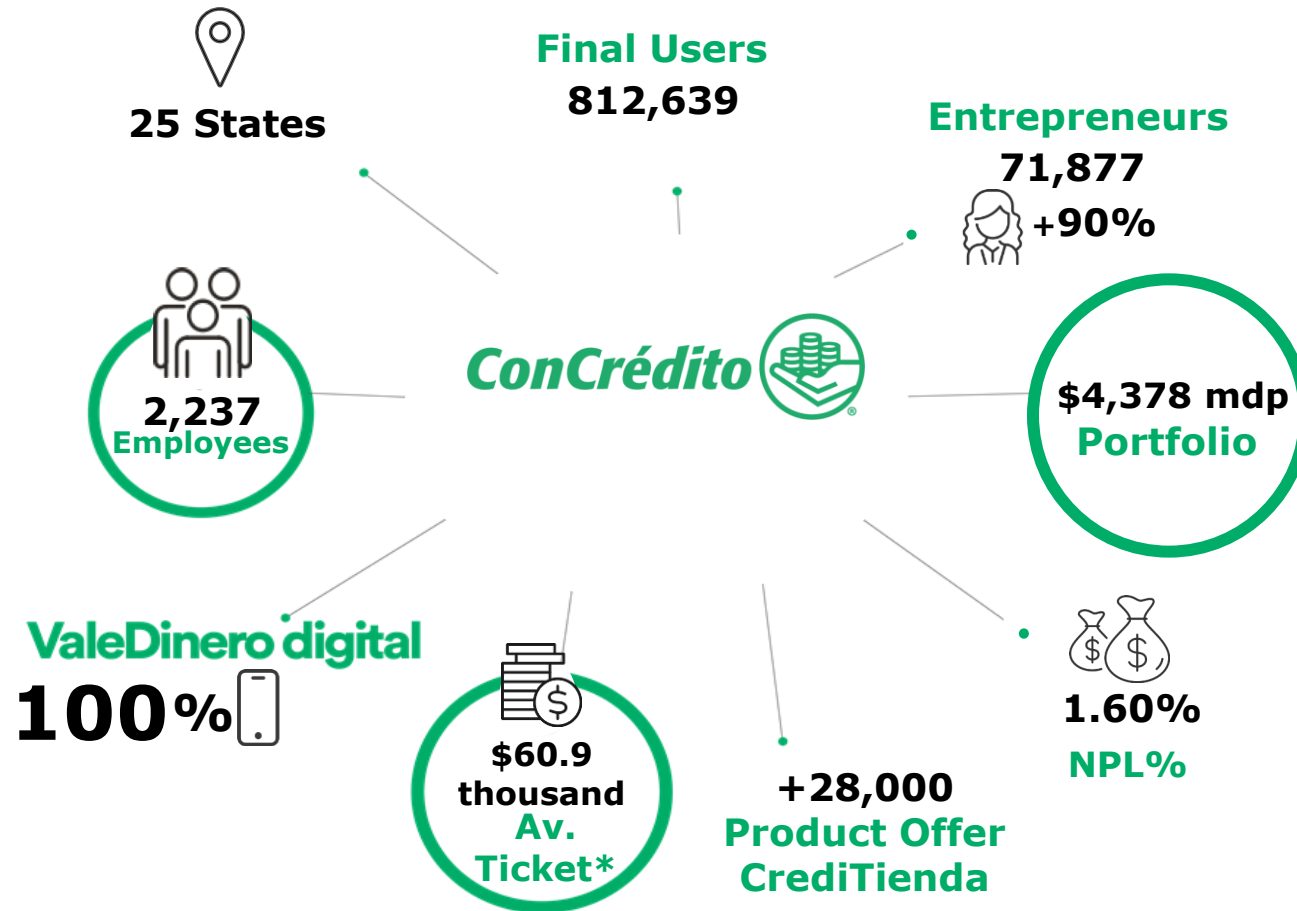 25 States
Final Users
812,639
Entrepreneurs
71,877
+90%
ConCrédito
®
2,237
Employees
$4,378 mdp
Portfolio
ValeDinero digital
100%
$60.9
thousand
Av.
Ticket*
+28,000
Product Offer
CrediTienda
$ $
1.60%
NPL%
$